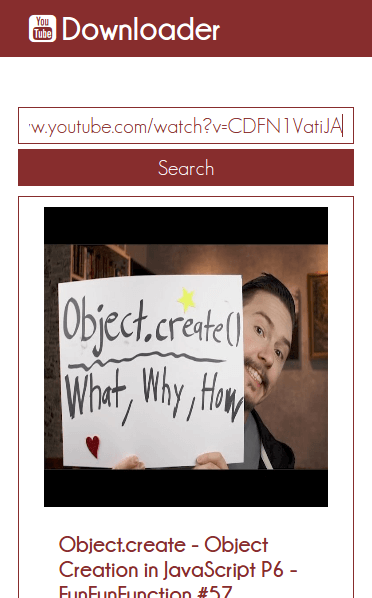 You
Tube
Downloader
w.youtube.com/watch?v=CDFN1VatiJA
Search
Object.create()
What, Why, How
Object.create - Object
Creation in JavaScript P6 -
FunFunFunction #57